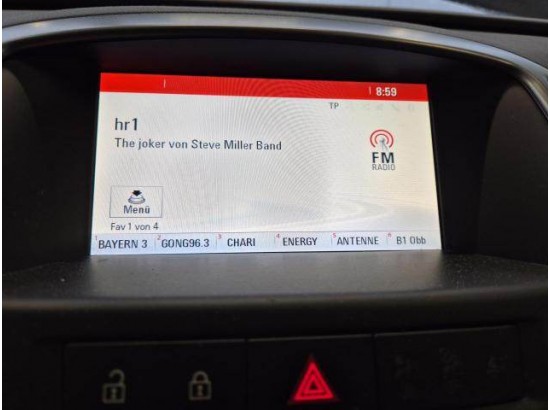 8:59
TP
hr1
The joker von Steve Miller Band
FM
RADIO
Menü
Fav 1 von 4
1 BAYERN 3 2 GONG96.3 3 CHARI 4 ENERGY 5 ANTENNE 6 B1 Obb